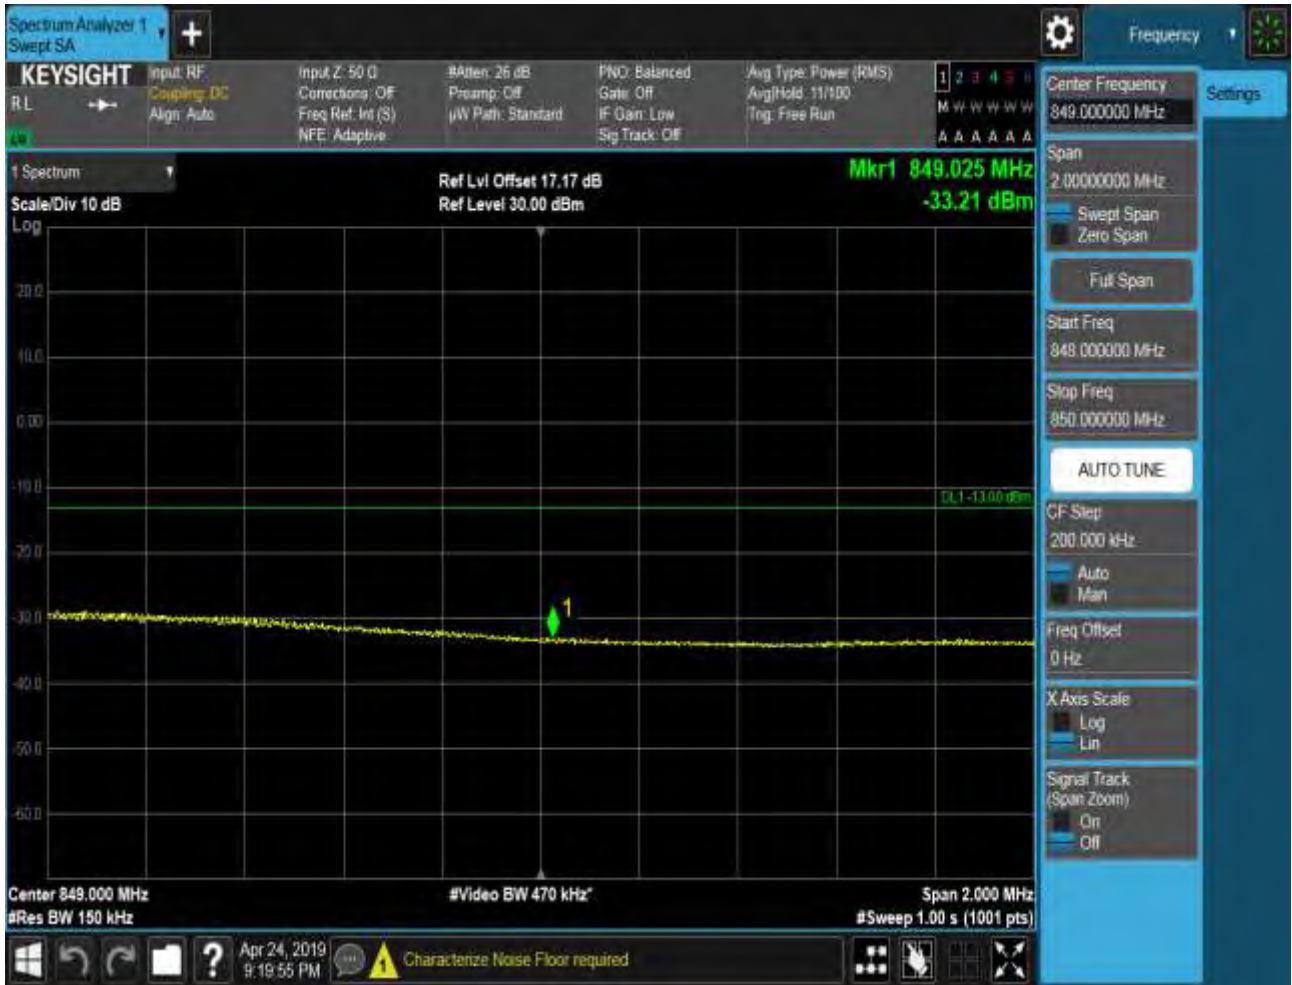 Spectrum Analyzer 1
Swept SA
+
Frequency
KEYSIGHT
RL
Input: RF
Coupling: DC
Align: Auto
Input Z: 50 Ω
Corrections: Off
Freq Ref: Int (S)
NFE: Adaptive
#Atten: 26 dB
Preamp: Off
µW Path: Standard
PNO: Balanced
Gate: Off
IF Gain: Low
Sig Track: Off
Avg Type: Power (RMS)
Avg|Hold: 11/100
Trig: Free Run
1 2 3 4 5 6
M W W W W W
A A A A A A
1 Spectrum
Scale/Div 10 dB
Log
Ref Lvl Offset 17.17 dB
Ref Level 30.00 dBm
Mkr1 849.025 MHz
-33.21 dBm
20.0
10.0
0.00
-10.0
DL1 -13.00 dBm
-20.0
-30.0
1
-40.0
-50.0
-60.0
Center 849.000 MHz
#Res BW 150 kHz
#Video BW 470 kHz*
Span 2.000 MHz
#Sweep 1.00 s (1001 pts)
Center Frequency
849.000000 MHz
Settings
Span
2.00000000 MHz
Swept Span
Zero Span
Full Span
Start Freq
848.000000 MHz
Stop Freq
850.000000 MHz
AUTO TUNE
CF Step
200.000 kHz
Auto
Man
Freq Offset
0 Hz
X Axis Scale
Log
Lin
Signal Track
(Span Zoom)
On
Off
?
Apr 24, 2019
9:19:55 PM
1
Characterize Noise Floor required